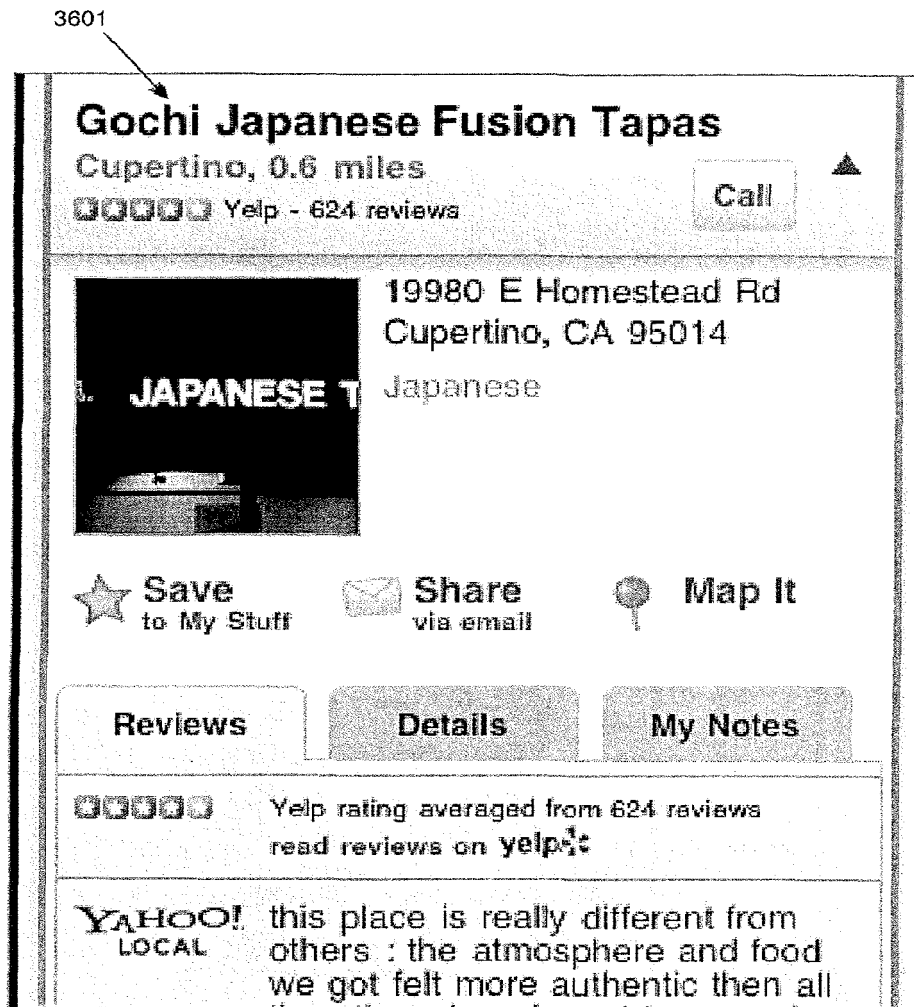 3601
Gochi Japanese Fusion Tapas
Cupertino, 0.6 miles
Yelp - 624 reviews
Call
19980 E Homestead Rd
Cupertino, CA 95014
JAPANESE T
Japanese
Save
to My Stuff
Share
via email
Map It
Reviews
Details
My Notes
Yelp rating averaged from 624 reviews
read reviews on yelp
YAHOO!
LOCAL
this place is really different from
others : the atmosphere and food
we got felt more authentic then all